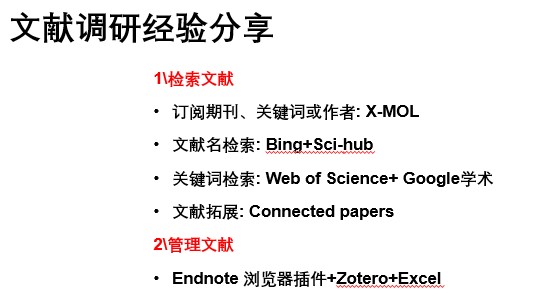 文献调研经验分享
1\检索文献
• 订阅期刊、关键词或作者: X-MOL
• 文献名检索: Bing+Sci-hub
• 关键词检索: Web of Science+ Google学术
• 文献拓展: Connected papers
2\管理文献
• Endnote 浏览器插件+Zotero+Excel